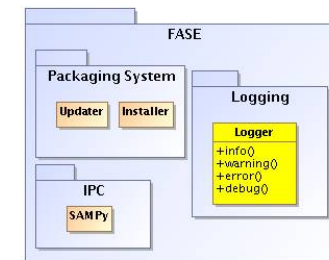 FASE
Packaging System
Updater
Installer
Logging
Logger
+info()
+warning()
+error()
+debug()
IPC
SAMPy